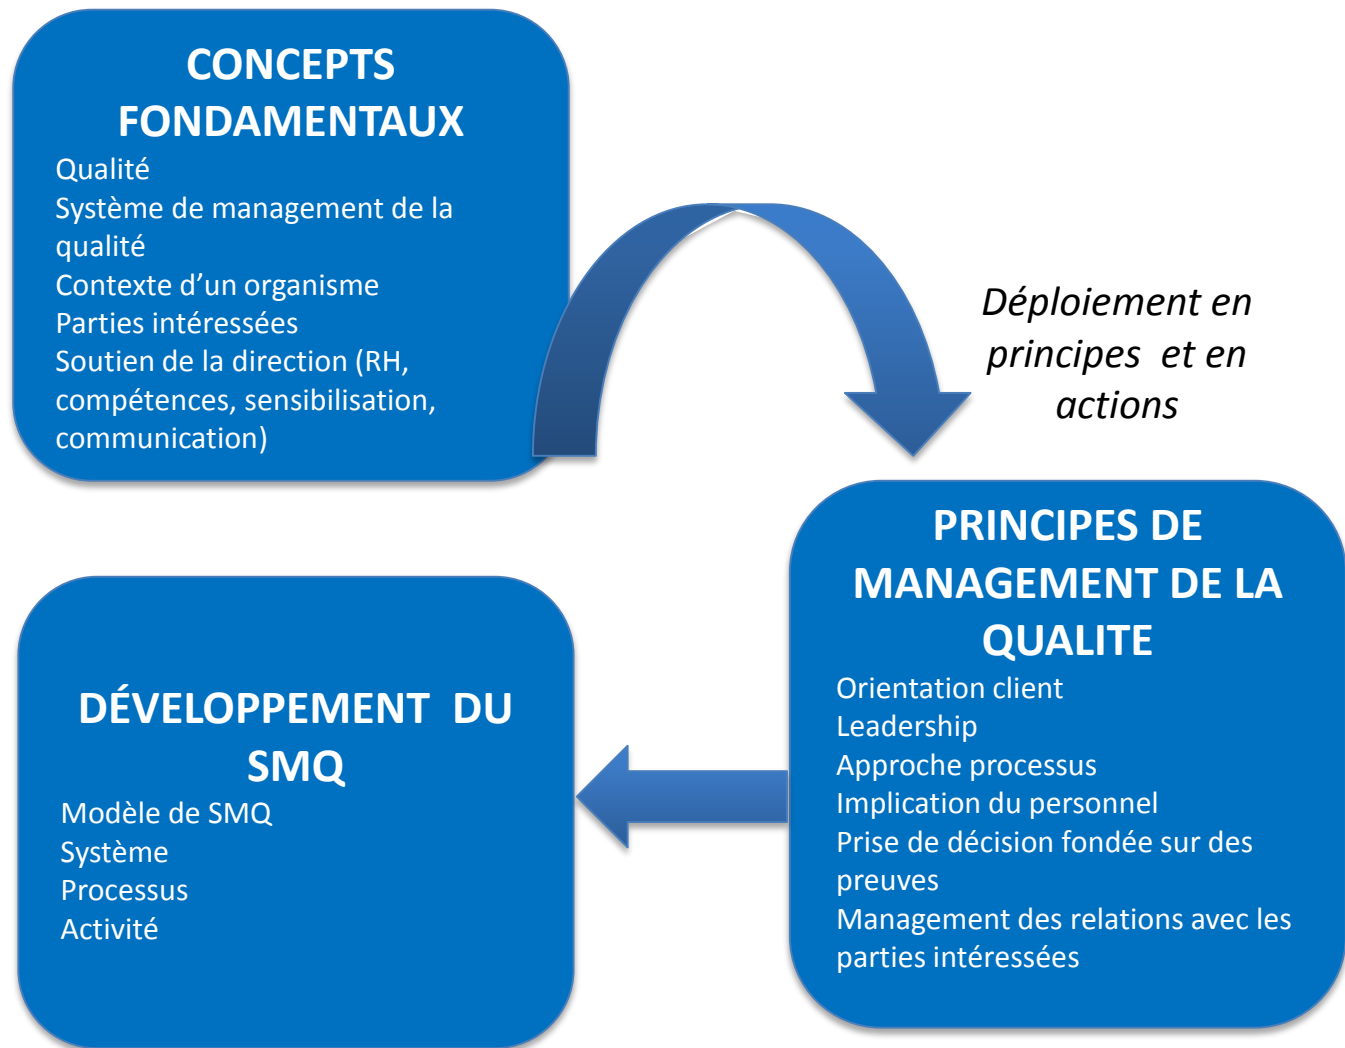 CONCEPTS
FONDAMENTAUX
Qualité
Système de management de la
qualité
Contexte d’un organisme
Parties intéressées
Soutien de la direction (RH,
compétences, sensibilisation,
communication)
Déploiement en
principes et en
actions
PRINCIPES DE
MANAGEMENT DE LA
QUALITE
Orientation client
Leadership
Approche processus
Implication du personnel
Prise de décision fondée sur des
preuves
Management des relations avec les
parties intéressées
DÉVELOPPEMENT DU
SMQ
Modèle de SMQ
Système
Processus
Activité